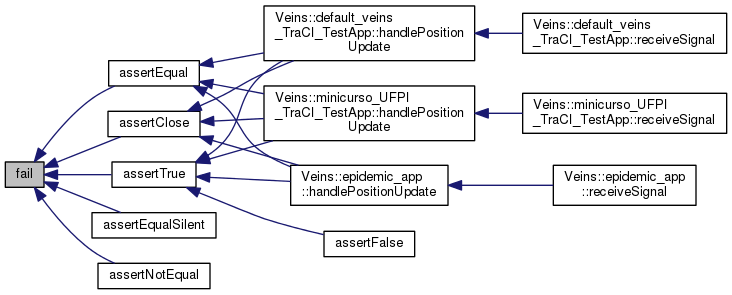 fail
assertEqual
assertClose
assertTrue
assertEqualSilent
assertNotEqual
Veins::default_veins
_TraCI_TestApp::handlePosition
Update
Veins::minicurso_UFPI
_TraCI_TestApp::handlePosition
Update
Veins::epidemic_app
::handlePositionUpdate
assertFalse
Veins::default_veins
_TraCI_TestApp::receiveSignal
Veins::minicurso_UFPI
_TraCI_TestApp::receiveSignal
Veins::epidemic_app
::receiveSignal